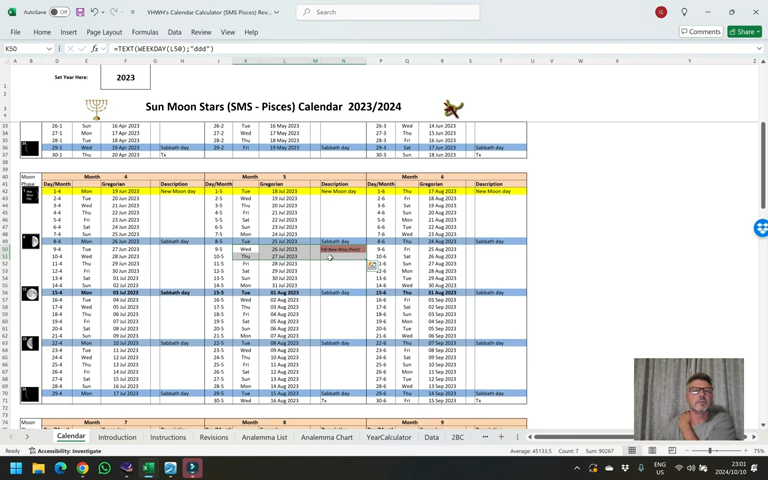 AutoSave Off YHWH's Calendar Calculator (SMS Pisces) Rev... Search IS
File Home Insert Page Layout Formulas Data Review View Help Comments Share
K50 =TEXT(WEEKDAY(L50);"ddd")
D E F G H I J K L M N O P Q R S T U V W X Y Z
Set Year Here: 2023
Sun Moon Stars (SMS - Pisces) Calendar 2023/2024
33 26-1 Sun 16 Apr 2023 26-2 Tue 16 May 2023 26-3 Wed 14 Jun 2023
34 27-1 Mon 17 Apr 2023 27-2 Wed 17 May 2023 27-3 Thu 15 Jun 2023
35 28-1 Tue 18 Apr 2023 28-2 Thu 18 May 2023 28-3 Fri 16 Jun 2023
36 29-1 Wed 19 Apr 2023 Sabbath day 29-2 Fri 19 May 2023 Sabbath day 29-3 Sat 17 Jun 2023 Sabbath day
37 30-1 Thu 20 Apr 2023 Tx 30-3 Sun 18 Jun 2023 Tx
Moon Phase Month 4 Month 5 Month 6
Day/Month Gregorian Description Day/Month Gregorian Description Day/Month Gregorian Description
1-4 Mon 19 Jun 2023 New Moon day 1-5 Tue 18 Jul 2023 New Moon day 1-6 Thu 17 Aug 2023 New Moon day
2-4 Tue 20 Jun 2023 2-5 Wed 19 Jul 2023 2-6 Fri 18 Aug 2023
3-4 Wed 21 Jun 2023 3-5 Thu 20 Jul 2023 3-6 Sat 19 Aug 2023
4-4 Thu 22 Jun 2023 4-5 Fri 21 Jul 2023 4-6 Sun 20 Aug 2023
5-4 Fri 23 Jun 2023 5-5 Sat 22 Jul 2023 5-6 Mon 21 Aug 2023
6-4 Sat 24 Jun 2023 6-5 Sun 23 Jul 2023 6-6 Tue 22 Aug 2023
7-4 Sun 25 Jun 2023 7-5 Mon 24 Jul 2023 7-6 Wed 23 Aug 2023
8-4 Mon 26 Jun 2023 Sabbath day 8-5 Tue 25 Jul 2023 Sabbath day 8-6 Thu 24 Aug 2023 Sabbath day
9-4 Tue 27 Jun 2023 9-5 Wed 26 Jul 2023 FW New Wine 9-6 Fri 25 Aug 2023
10-4 Wed 28 Jun 2023 10-5 Thu 27 Jul 2023 10-6 Sat 26 Aug 2023
11-4 Thu 29 Jun 2023 11-5 Fri 28 Jul 2023 11-6 Sun 27 Aug 2023
12-4 Fri 30 Jun 2023 12-5 Sat 29 Jul 2023 12-6 Mon 28 Aug 2023
13-4 Sat 01 Jul 2023 13-5 Sun 30 Jul 2023 13-6 Tue 29 Aug 2023
14-4 Sun 02 Jul 2023 14-5 Mon 31 Jul 2023 14-6 Wed 30 Aug 2023
15-4 Mon 03 Jul 2023 Sabbath day 15-5 Tue 01 Aug 2023 Sabbath day 15-6 Thu 31 Aug 2023 Sabbath day
16-4 Tue 04 Jul 2023 16-5 Wed 02 Aug 2023 16-6 Fri 01 Sep 2023
17-4 Wed 05 Jul 2023 17-5 Thu 03 Aug 2023 17-6 Sat 02 Sep 2023
18-4 Thu 06 Jul 2023 18-5 Fri 04 Aug 2023 18-6 Sun 03 Sep 2023
19-4 Fri 07 Jul 2023 19-5 Sat 05 Aug 2023 19-6 Mon 04 Sep 2023
20-4 Sat 08 Jul 2023 20-5 Sun 06 Aug 2023 20-6 Tue 05 Sep 2023
21-4 Sun 09 Jul 2023 21-5 Mon 07 Aug 2023 21-6 Wed 06 Sep 2023
22-4 Mon 10 Jul 2023 Sabbath day 22-5 Tue 08 Aug 2023 Sabbath day 22-6 Thu 07 Sep 2023 Sabbath day
23-4 Tue 11 Jul 2023 23-5 Wed 09 Aug 2023 23-6 Fri 08 Sep 2023
24-4 Wed 12 Jul 2023 24-5 Thu 10 Aug 2023 24-6 Sat 09 Sep 2023
25-4 Thu 13 Jul 2023 25-5 Fri 11 Aug 2023 25-6 Sun 10 Sep 2023
26-4 Fri 14 Jul 2023 26-5 Sat 12 Aug 2023 26-6 Mon 11 Sep 2023
27-4 Sat 15 Jul 2023 27-5 Sun 13 Aug 2023 27-6 Tue 12 Sep 2023
28-4 Sun 16 Jul 2023 28-5 Mon 14 Aug 2023 28-6 Wed 13 Sep 2023
29-4 Mon 17 Jul 2023 Sabbath day 29-5 Tue 15 Aug 2023 Sabbath day 29-6 Thu 14 Sep 2023 Sabbath day
30-5 Wed 16 Aug 2023 Tx 30-6 Fri 15 Sep 2023 Tx
Moon Month 7 Month 8 Month 9
Calendar Introduction Instructions Revisions Analemma List Analemma Chart YearCalculator Data 2BC
Ready Accessibility: Investigate Average: 45133,5 Count: 7 Sum: 90267 75%
ENG US 23:01 2024/10/10